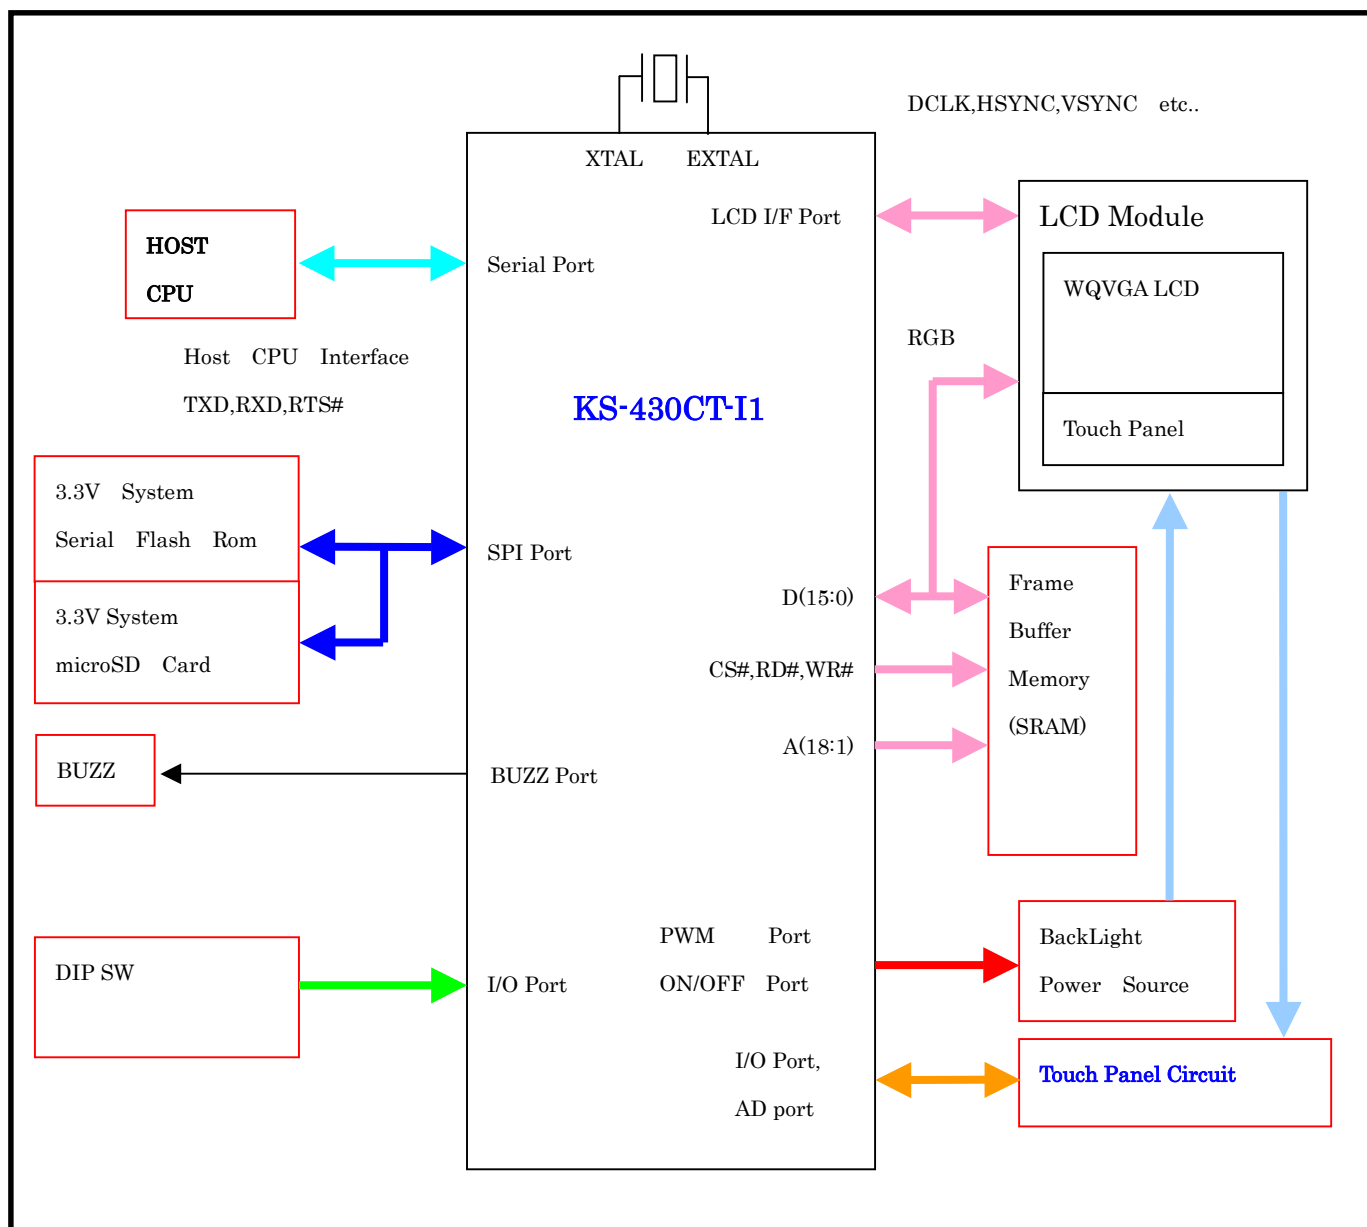 DCLK,HSYNC,VSYNC etc..
XTAL EXTAL
LCD I/F Port
LCD Module
HOST
CPU
Serial Port
WQVGA LCD
RGB
Host CPU Interface
TXD,RXD,RTS#
KS-430CT-I1
Touch Panel
3.3V System
Serial Flash Rom
SPI Port
3.3V System
microSD Card
D(15:0)
CS#,RD#,WR#
A(18:1)
Frame
Buffer
Memory
(SRAM)
BUZZ
BUZZ Port
DIP SW
I/O Port
PWM Port
ON/OFF Port
BackLight
Power Source
I/O Port,
AD port
Touch Panel Circuit